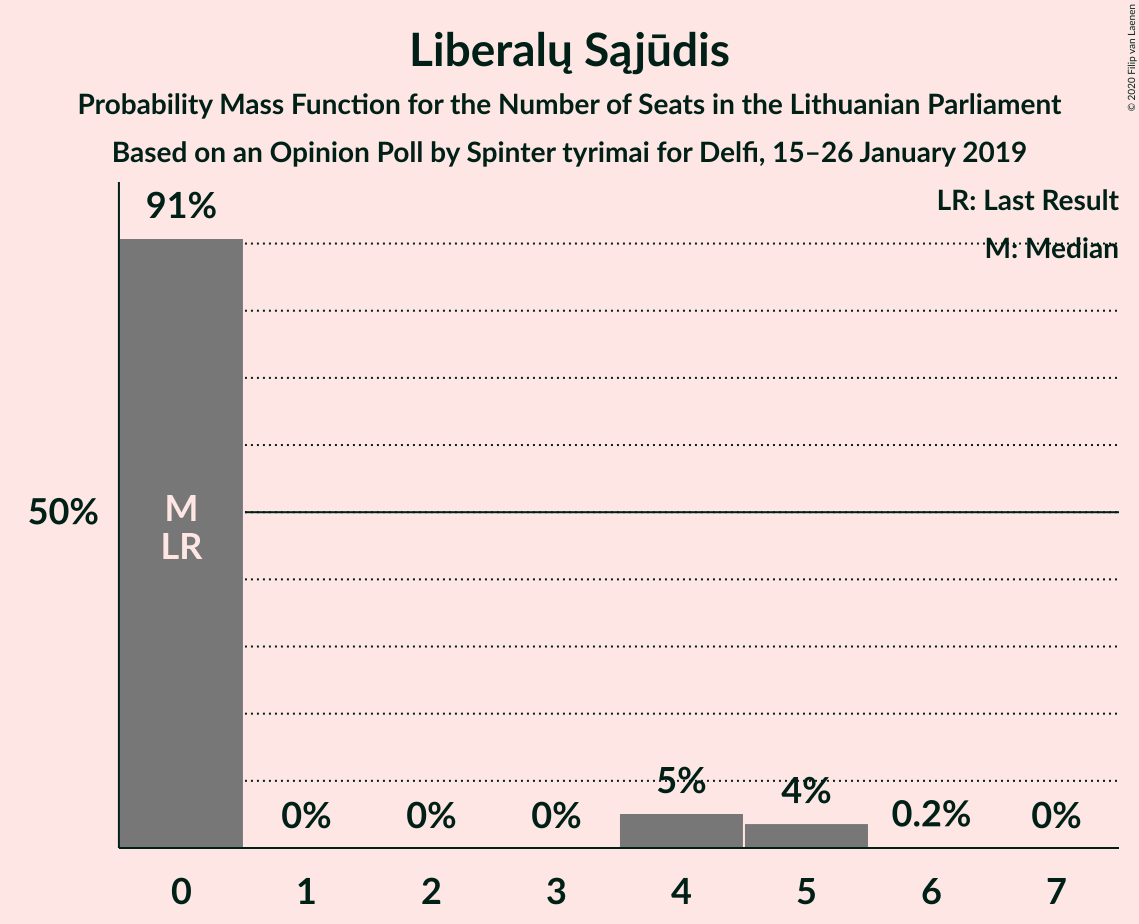 Liberalų Sąjūdis
Probability Mass Function for the Number of Seats in the Lithuanian Parliament
Based on an Opinion Poll by Spinter tyrimai for Delfi, 15–26 January 2019
© 2020 Filip van Laenen
LR: Last Result
M: Median
91%
50%
M
LR
0%
0%
0%
5%
4%
0.2%
0%
0
1
2
3
4
5
6
7